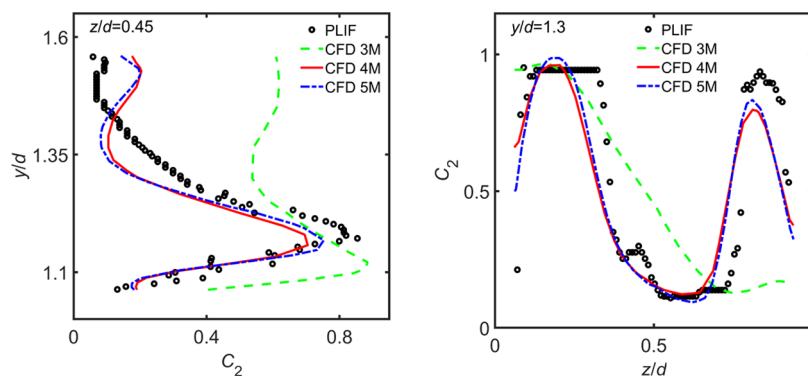 z/d=0.45
PLIF
CFD 3M
CFD 4M
CFD 5M
1.6
1.35
1.1
y/d
0
0.4
0.8
C2
y/d=1.3
PLIF
CFD 3M
CFD 4M
CFD 5M
1
0.5
0
C2
0
0.5
1
z/d